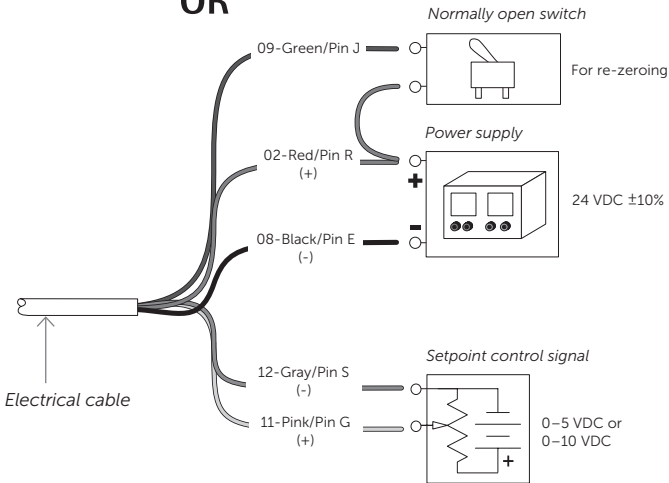 OR
Normally open switch
09-Green/Pin J
For re-zeroing
Power supply
02-Red/Pin R
(+)
+
24 VDC ±10%
-
08-Black/Pin E
(-)
Electrical cable
Setpoint control signal
12-Gray/Pin S
(-)
11-Pink/Pin G
(+)
0–5 VDC or
0–10 VDC
+